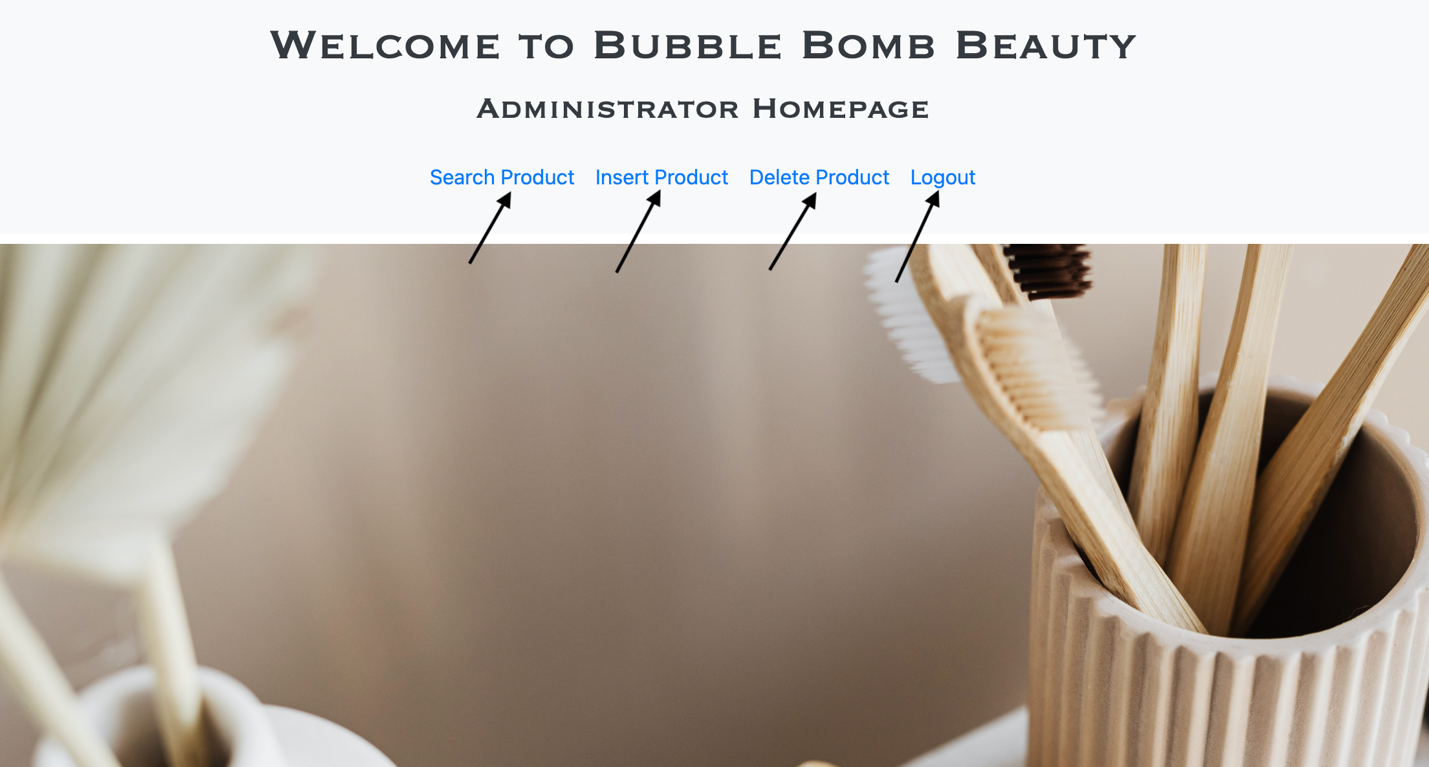 Welcome to Bubble Bomb Beauty
Administrator Homepage
Search Product Insert Product Delete Product Logout